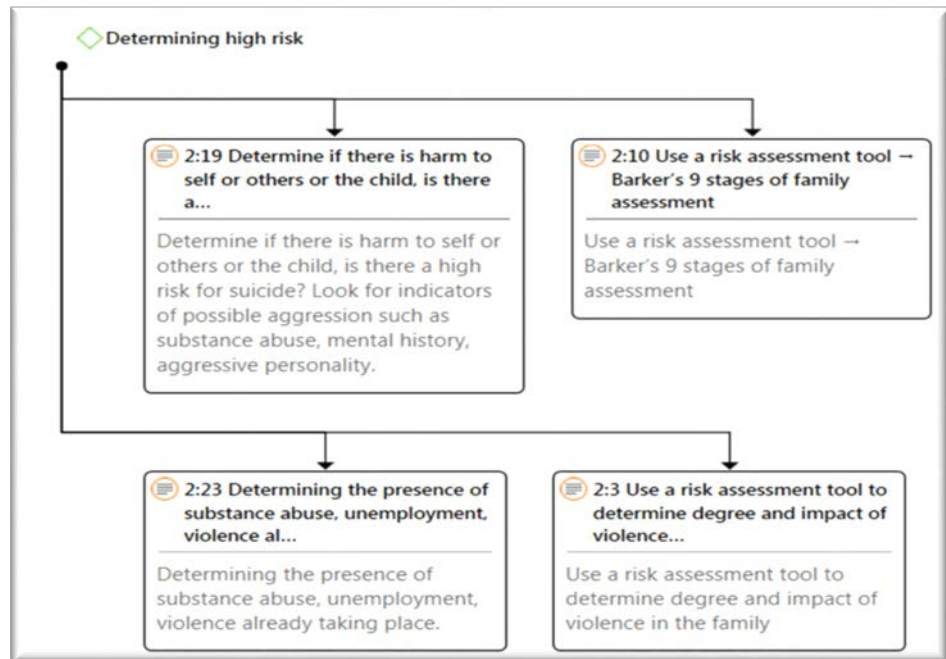 Determining high risk
2:19 Determine if there is harm to
self or others or the child, is there
a...
Determine if there is harm to self or
others or the child, is there a high
risk for suicide? Look for indicators
of possible aggression such as
substance abuse, mental history,
aggressive personality.
2:10 Use a risk assessment tool →
Barker's 9 stages of family
assessment
Use a risk assessment tool →
Barker's 9 stages of family
assessment
2:23 Determining the presence of
substance abuse, unemployment,
violence al...
Determining the presence of
substance abuse, unemployment,
violence already taking place.
2:3 Use a risk assessment tool to
determine degree and impact of
violence...
Use a risk assessment tool to
determine degree and impact of
violence in the family